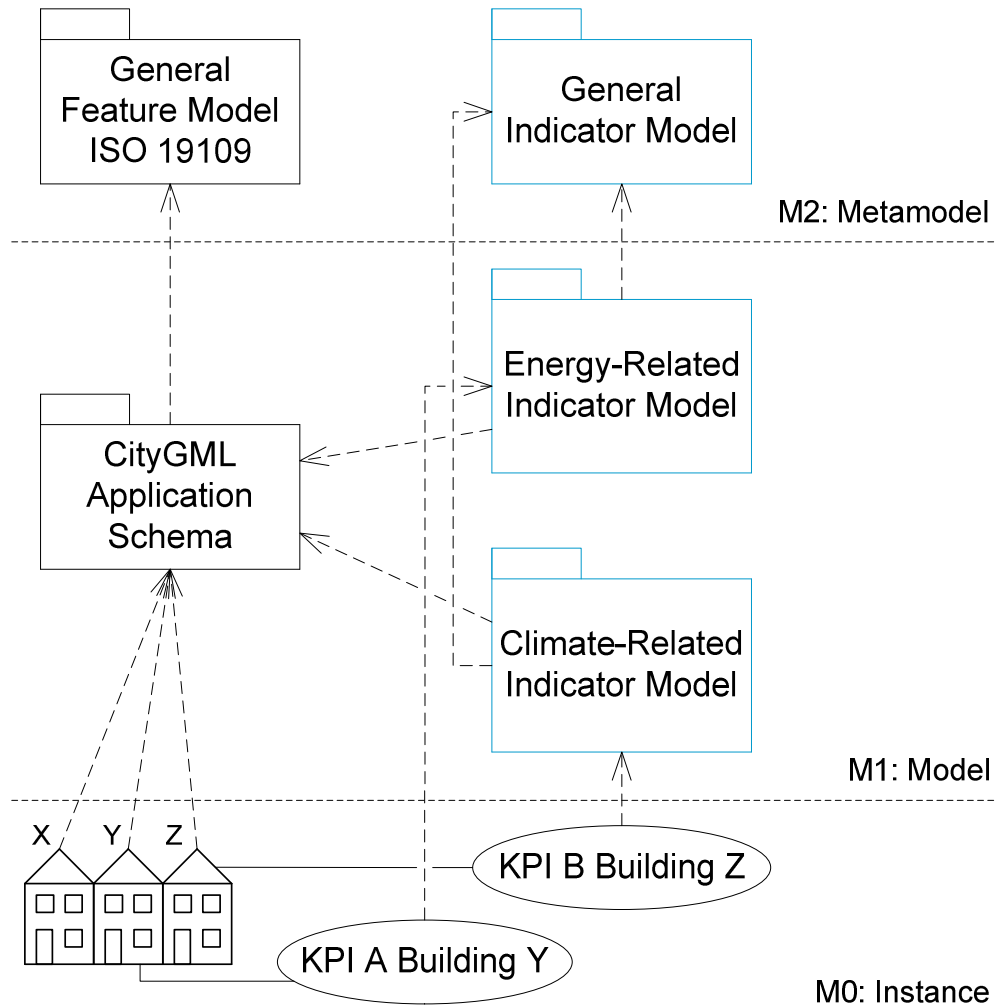 General
Feature Model
ISO 19109
General
Indicator Model
M2: Metamodel
Energy-Related
Indicator Model
CityGML
Application
Schema
Climate-Related
Indicator Model
M1: Model
X Y Z
KPI B Building Z
KPI A Building Y
M0: Instance